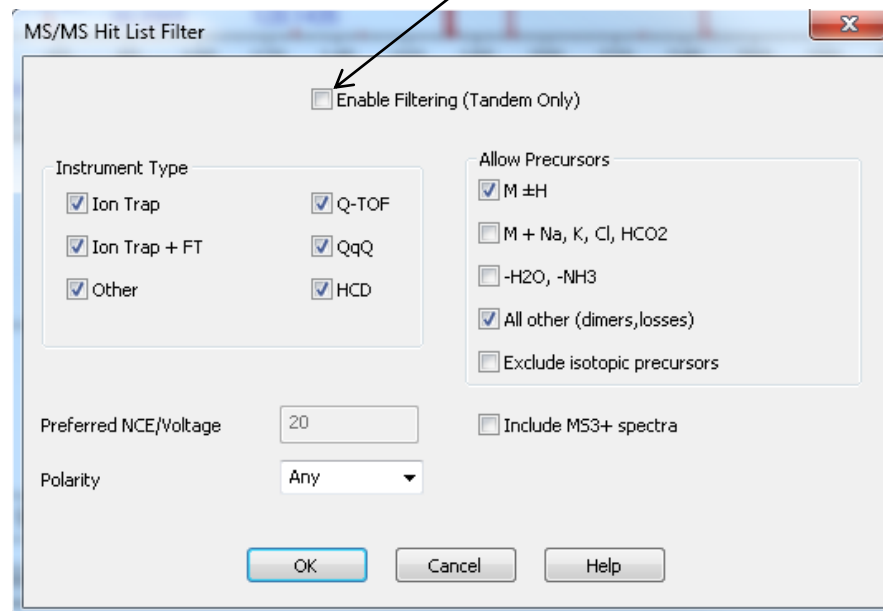 MS/MS Hit List Filter
Enable Filtering (Tandem Only)
Instrument Type
Ion Trap
Q-TOF
Ion Trap + FT
QqQ
Other
HCD
Allow Precursors
M ±H
M + Na, K, Cl, HCO2
-H2O, -NH3
All other (dimers,losses)
Exclude isotopic precursors
Preferred NCE/Voltage
20
Include MS3+ spectra
Polarity
Any
OK
Cancel
Help